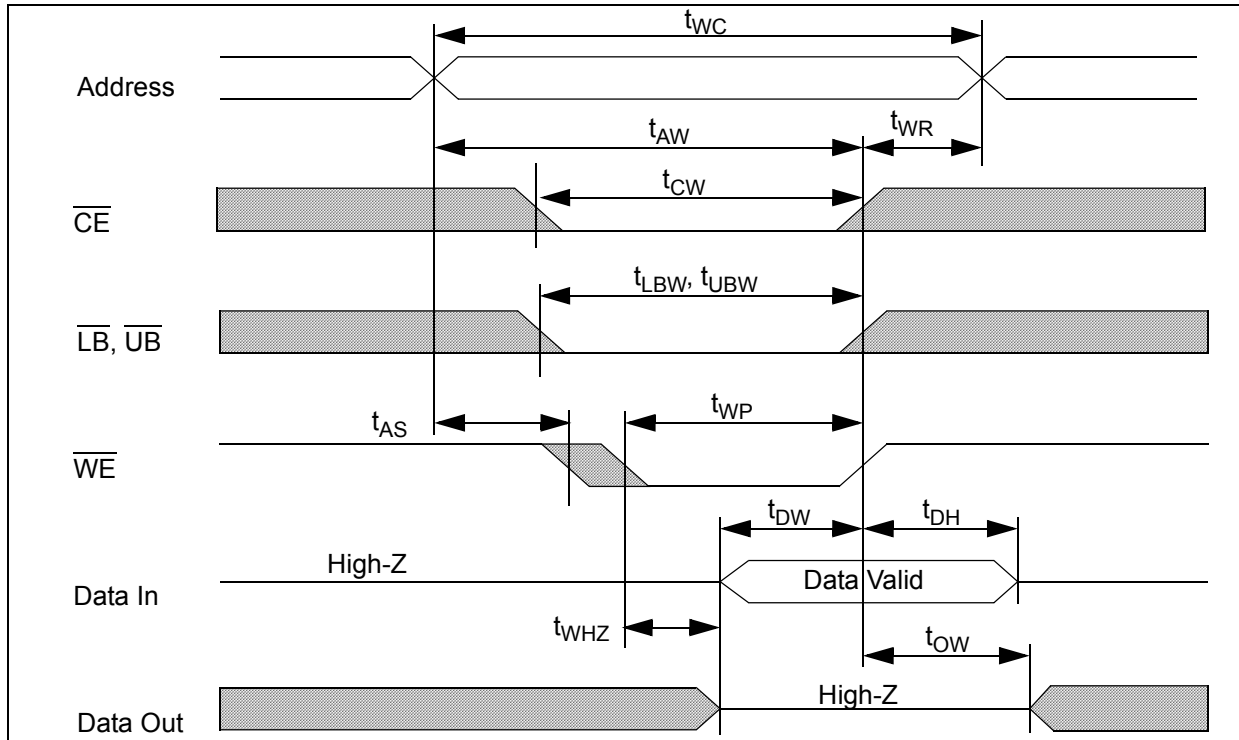 tWC
Address
tAW
tWR
tCW
CE
tLBW, tUBW
LB, UB
tAS
tWP
WE
tDW
tDH
High-Z
Data Valid
Data In
tWHZ
tOW
High-Z
Data Out